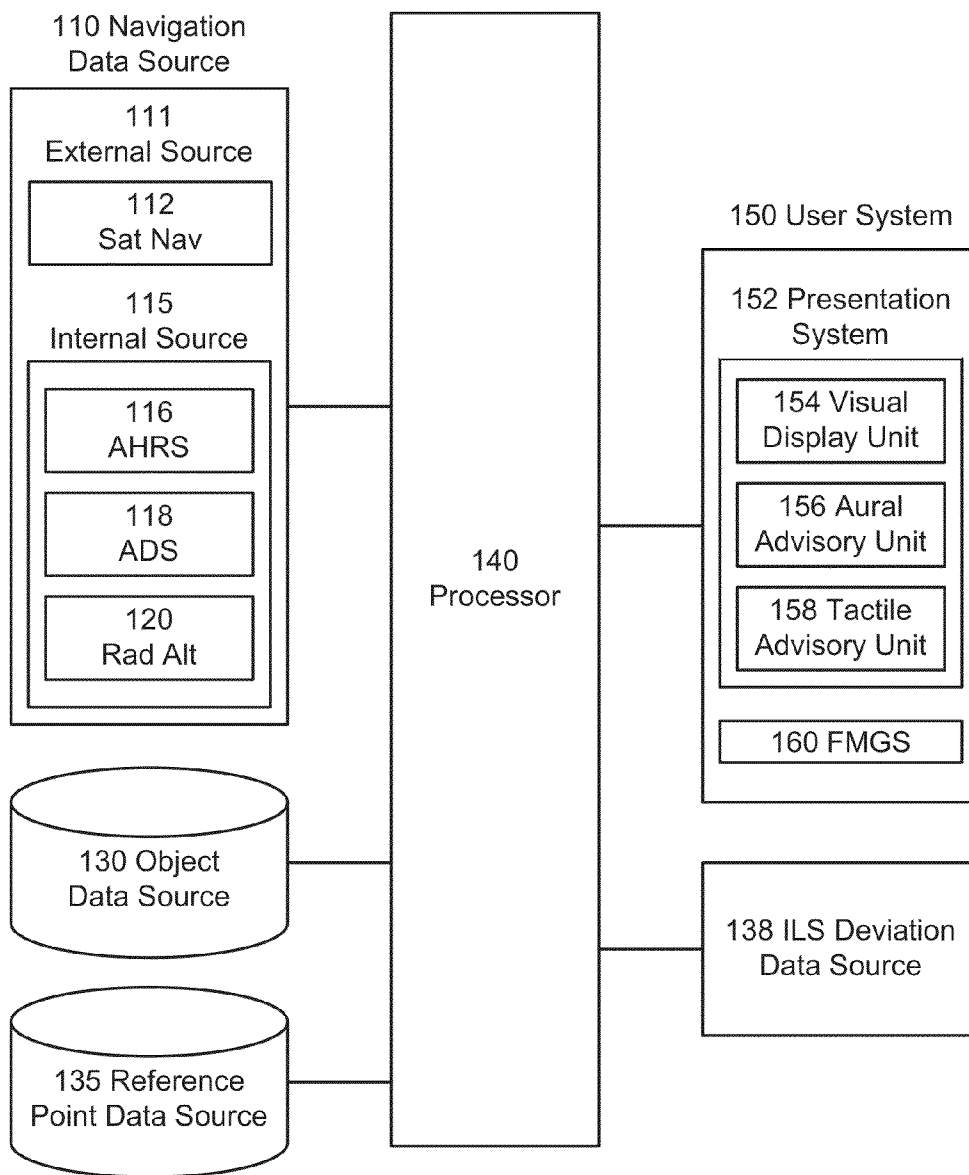 110 Navigation
Data Source
111
External Source
112
Sat Nav
115
Internal Source
116
AHRS
118
ADS
120
Rad Alt
130 Object
Data Source
135 Reference
Point Data Source
140
Processor
150 User System
152 Presentation
System
154 Visual
Display Unit
156 Aural
Advisory Unit
158 Tactile
Advisory Unit
160 FMGS
138 ILS Deviation
Data Source